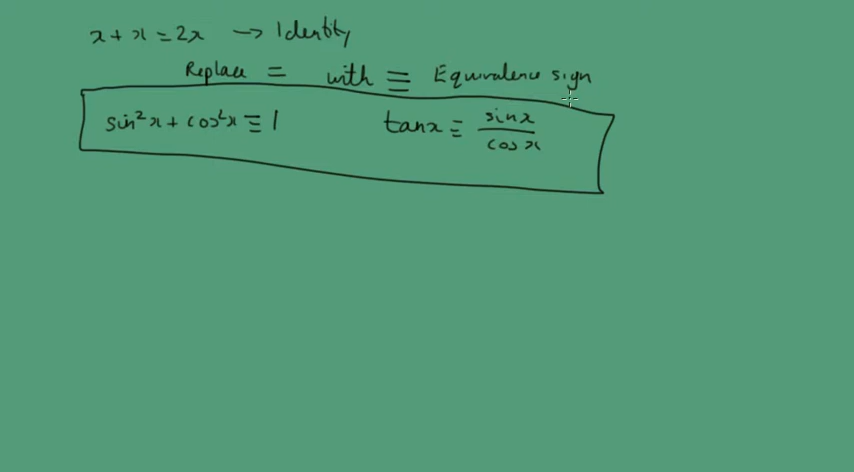 x + x = 2x → Identity
Replace = with ≡ Equivalence sign
sin²x + cos²x ≡ 1 tanx ≡ sinx/cosx